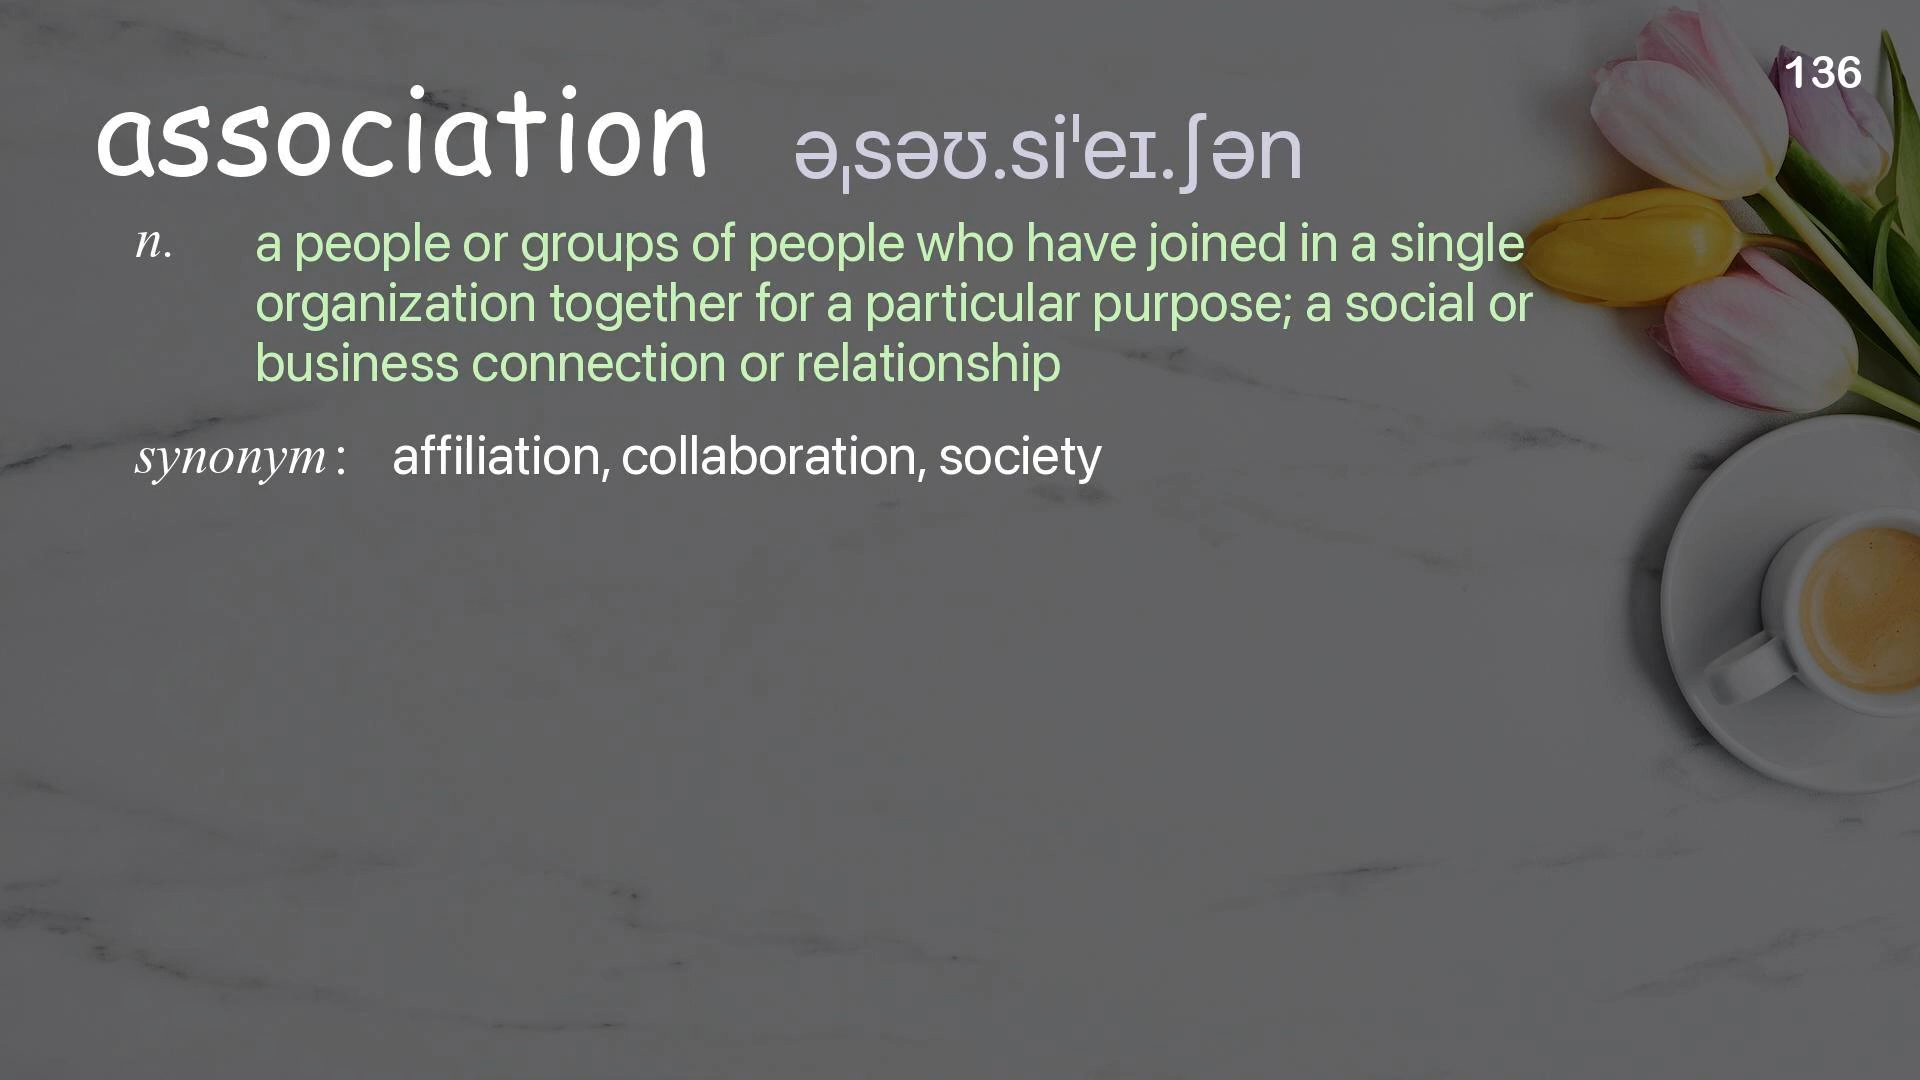 136
association əˌsəʊ.siˈeɪ.ʃən
n. a people or groups of people who have joined in a single
organization together for a particular purpose; a social or
business connection or relationship
synonym : affiliation, collaboration, society